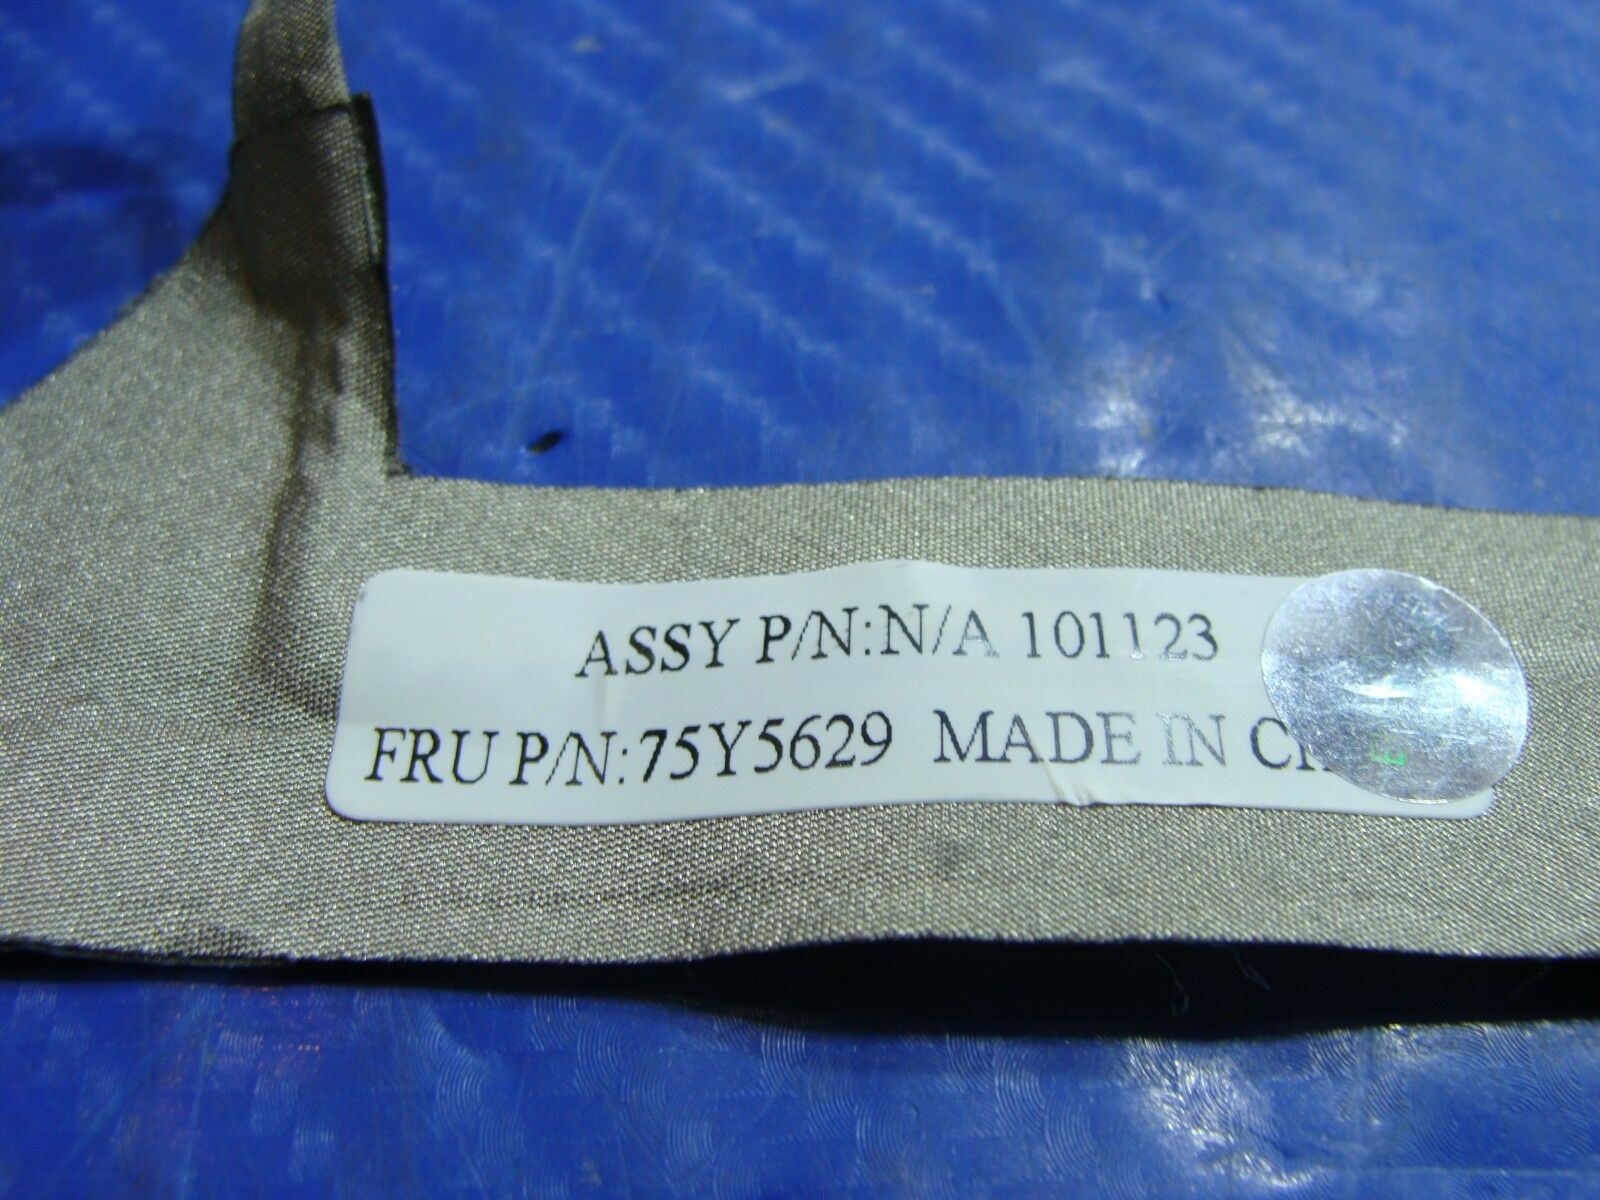 ASSY P/N:N/A 101123
FRU P/N:75Y5629 MADE IN